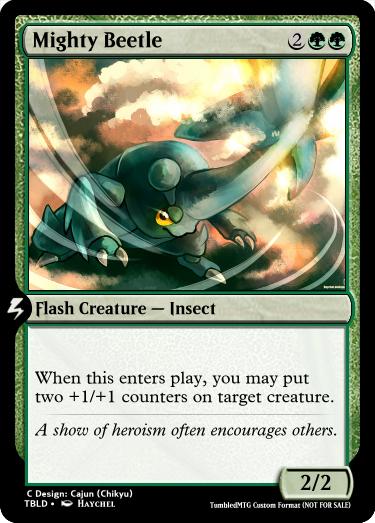 Mighty Beetle 2
Flash Creature — Insect
When this enters play, you may put
two +1/+1 counters on target creature.
A show of heroism often encourages others.
2/2
C Design: Cajun (Chikyu)
TBLD • HAYCHEL
TumbledMTG Custom Format (NOT FOR SALE)